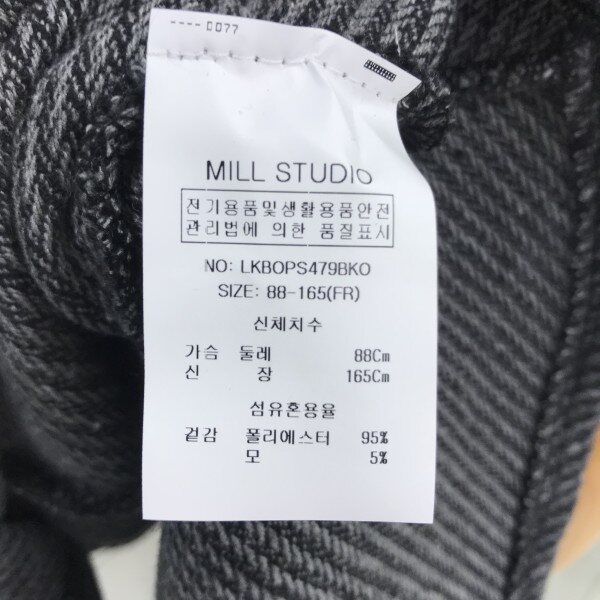 ---- 0077
MILL STUDIO
전기용품및생활용품안전
관리법에 의한 품질표시
NO: LKBOPS479BKO
SIZE: 88-165(FR)
신체치수
가슴 둘레 88Cm
신 장 165Cm
섬유혼용율
겉감 폴리에스터 95%
모 5%